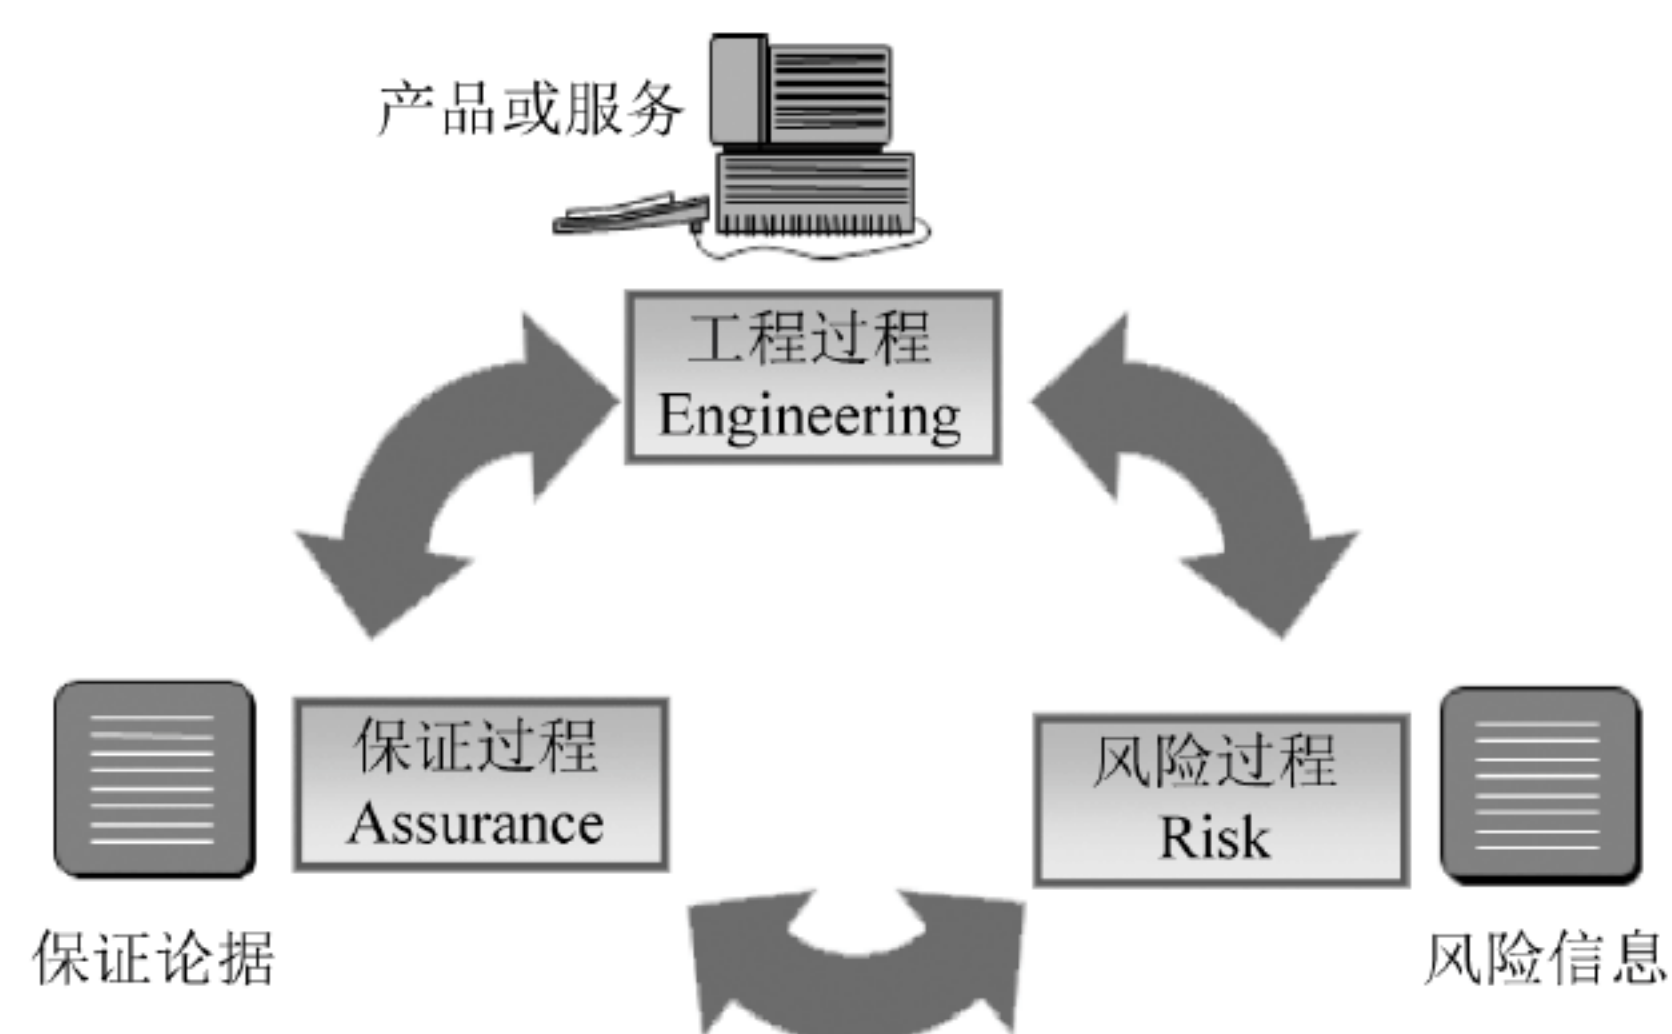 产品或服务
工程过程
Engineering
保证过程
Assurance
风险过程
Risk
保证论据
风险信息